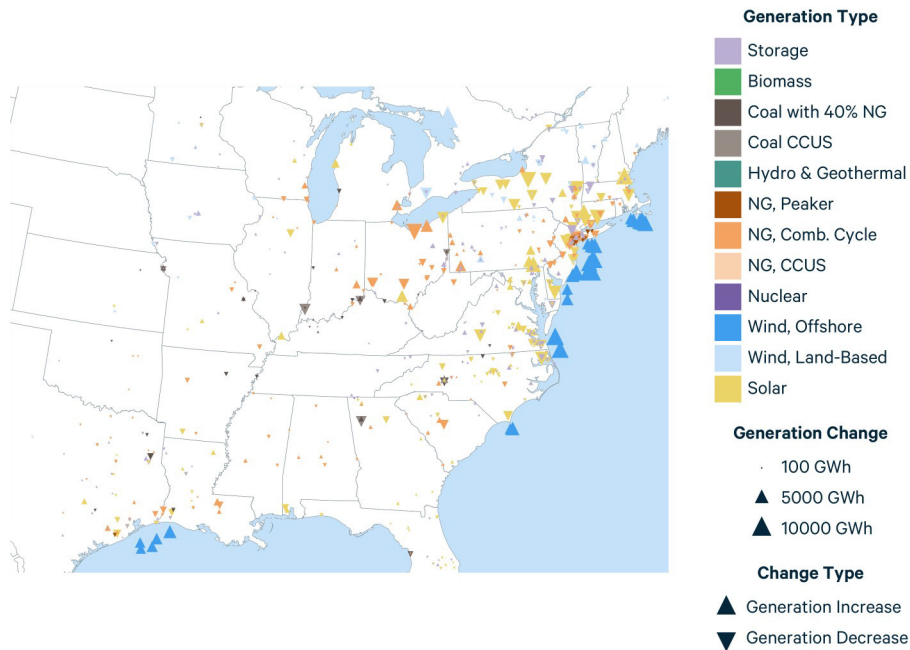 Generation Type
Storage
Biomass
Coal with 40% NG
Coal CCUS
Hydro & Geothermal
NG, Peaker
NG, Comb. Cycle
NG, CCUS
Nuclear
Wind, Offshore
Wind, Land-Based
Solar
Generation Change
100 GWh
5000 GWh
10000 GWh
Change Type
Generation Increase
Generation Decrease